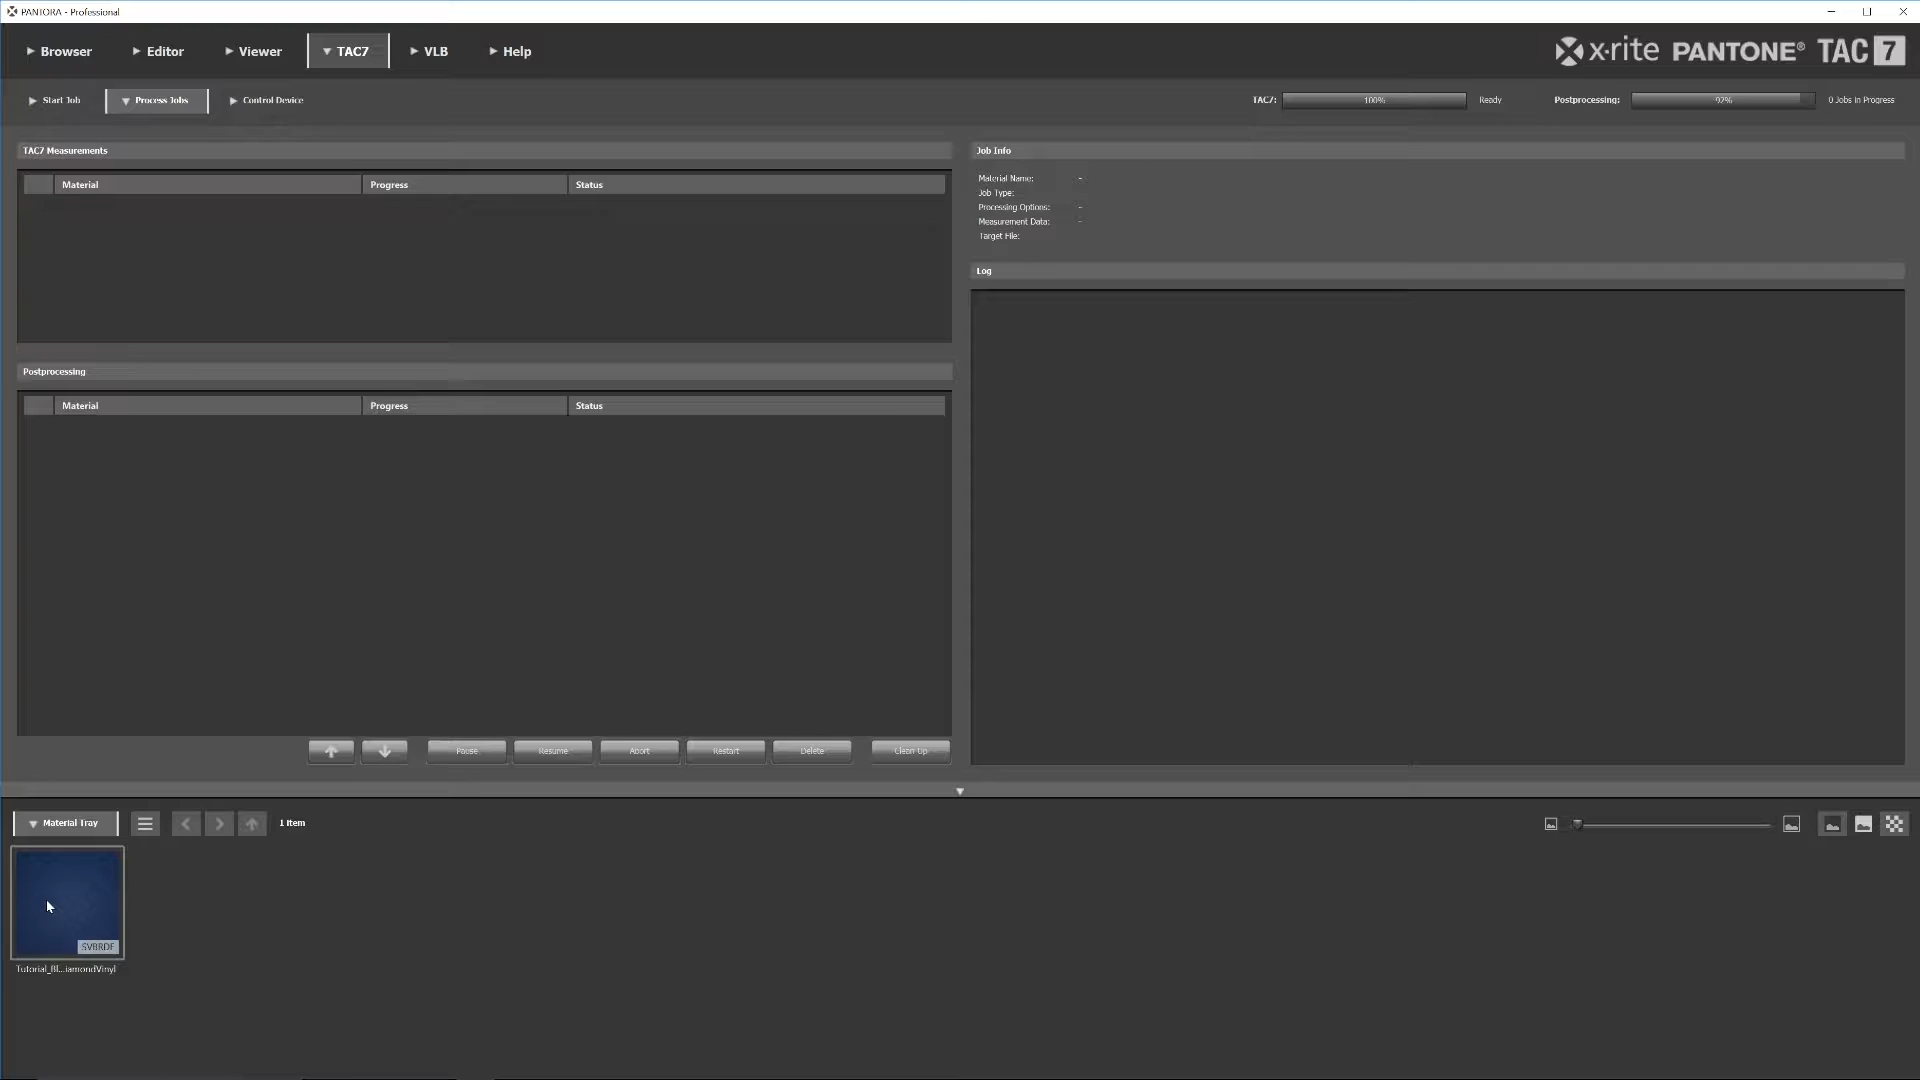 PANTORA - Professional
Browser Editor Viewer TAC7 VLB Help
x·rite PANTONE® TAC 7
Start Job Process Jobs Control Device
TAC7: 100% Ready Postprocessing: 92% 0 Jobs in Progress
TAC7 Measurements
Material Progress Status
Postprocessing
Material Progress Status
Pause Resume Abort Restart Delete Clean Up
Job Info
Material Name: -
Job Type:
Processing Options: -
Measurement Data: -
Target File:
Log
Material Tray 1 Item
SVBRDF
Tutorial_Bl...iamondVinyl